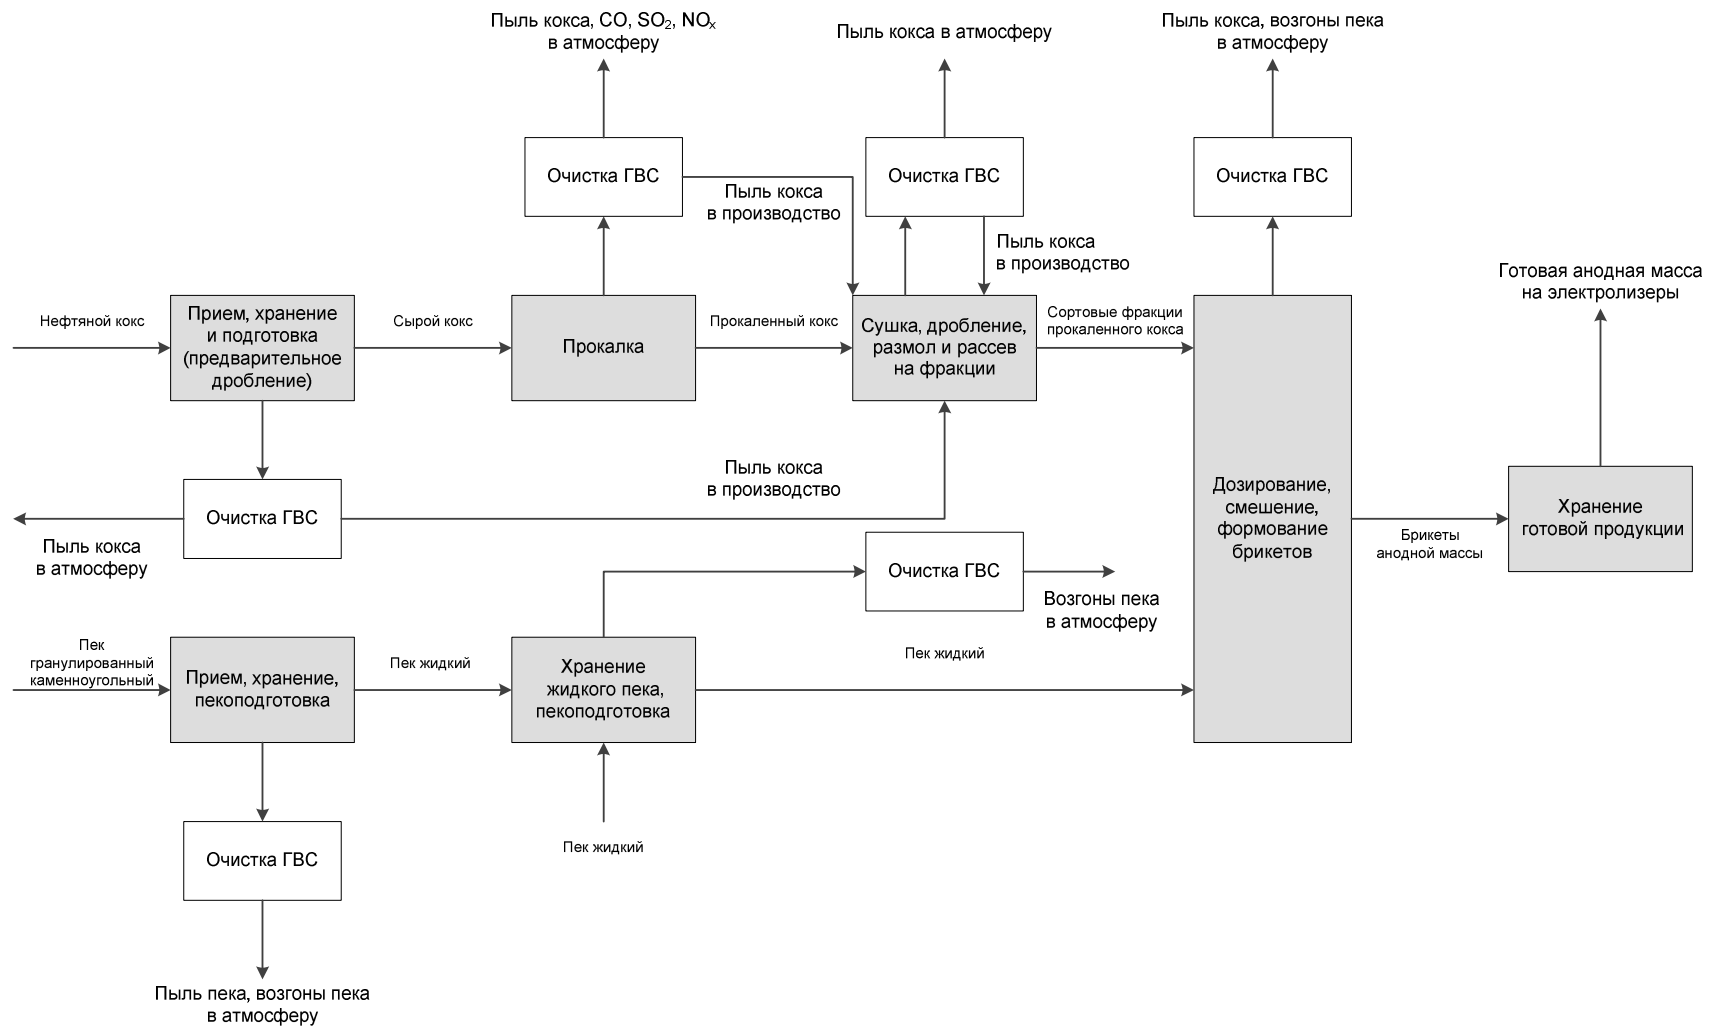 Пыль кокса, CO, SO₂, NOₓ
в атмосферу
Пыль кокса в атмосферу
Пыль кокса, возгоны пека
в атмосферу
Очистка ГВС
Пыль кокса
в производство
Очистка ГВС
Пыль кокса
в производство
Очистка ГВС
Готовая анодная масса
на электролизеры
Нефтяной кокс
Прием, хранение
и подготовка
(предварительное
дробление)
Сырой кокс
Прокалка
Прокаленный кокс
Сушка, дробление,
размол и рассев
на фракции
Сортовые фракции
прокаленного кокса
Очистка ГВС
Пыль кокса
в атмосферу
Пыль кокса
в производство
Дозирование,
смешение,
формование
брикетов
Брикеты
анодной массы
Хранение
готовой продукции
Очистка ГВС
Возгоны пека
в атмосферу
Пек
гранулированный
каменноугольный
Прием, хранение,
пекоподготовка
Пек жидкий
Хранение
жидкого пека,
пекоподготовка
Пек жидкий
Пек жидкий
Очистка ГВС
Пыль пека, возгоны пека
в атмосферу